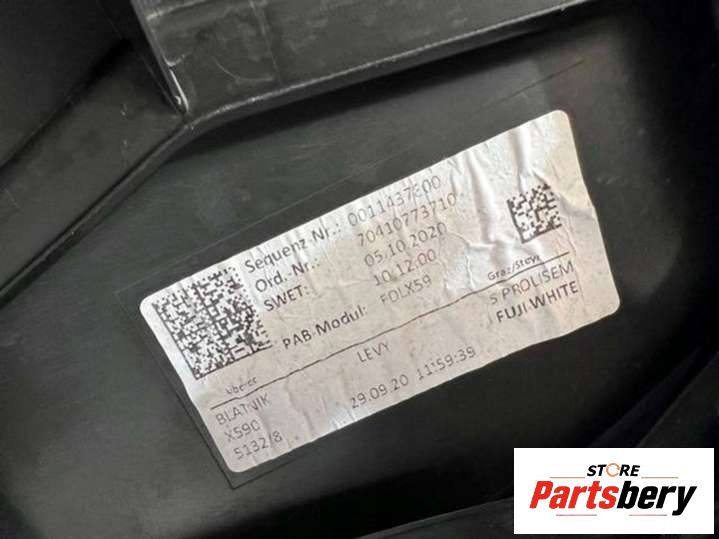 Sequenz-Nr.: 0011437800
Ord.-Nr.: 70410773710
SWET: 05.10.2020
10:12:00
PAB-Modul: FOLX59
Graz/Steyr
LEVY
S PROLISEM
BLATNIK
X590
FUJI-WHITE
5132/8
29.09.20 11:59:39
STORE
Partsbery